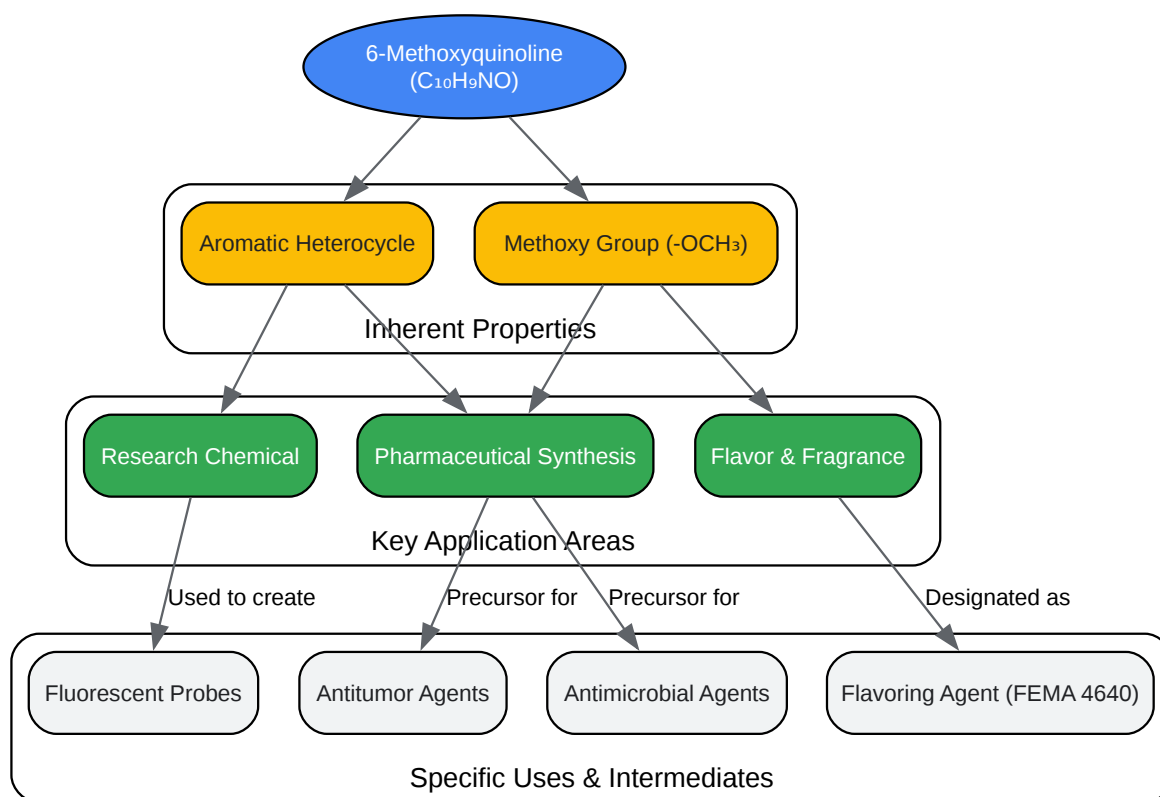 6-Methoxyquinoline
(C₁₀H₉NO)
Aromatic Heterocycle
Methoxy Group (-OCH₃)
Inherent Properties
Research Chemical
Pharmaceutical Synthesis
Flavor & Fragrance
Key Application Areas
Used to create
Precursor for
Precursor for
Designated as
Fluorescent Probes
Antitumor Agents
Antimicrobial Agents
Flavoring Agent (FEMA 4640)
Specific Uses & Intermediates